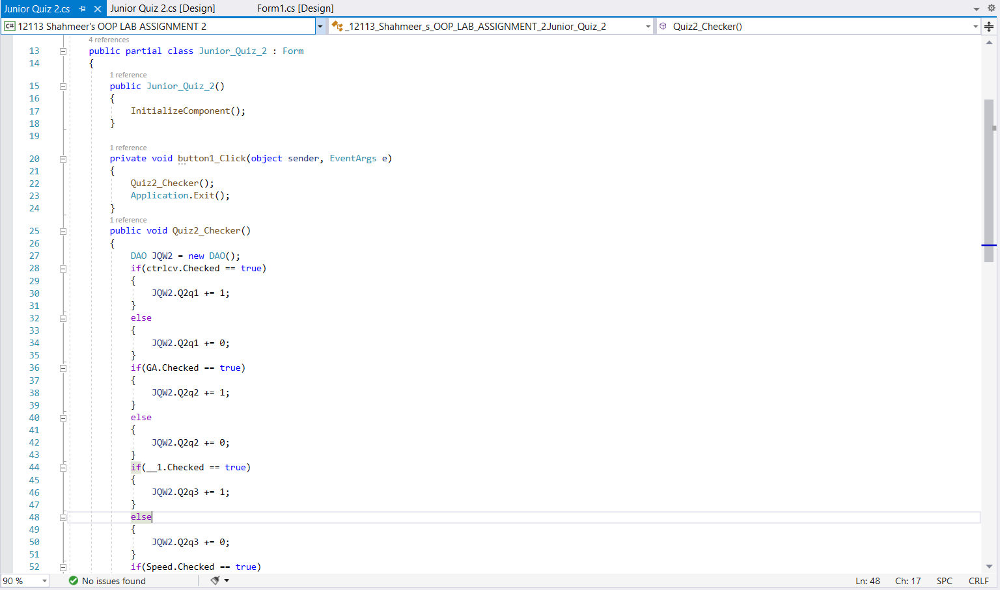 Junior Quiz 2.cs Junior Quiz 2.cs [Design] Form1.cs [Design]
C# 12113 Shahmeer's OOP LAB ASSIGNMENT 2 _12113_Shahmeer_s_OOP_LAB_ASSIGNMENT_2.Junior_Quiz_2 Quiz2_Checker()
4 references
13 public partial class Junior_Quiz_2 : Form
14 {
1 reference
15 public Junior_Quiz_2()
16 {
17 InitializeComponent();
18 }
19
1 reference
20 private void button1_Click(object sender, EventArgs e)
21 {
22 Quiz2_Checker();
23 Application.Exit();
24 }
1 reference
25 public void Quiz2_Checker()
26 {
27 DAO JQW2 = new DAO();
28 if(ctrlcv.Checked == true)
29 {
30 JQW2.Q2q1 += 1;
31 }
32 else
33 {
34 JQW2.Q2q1 += 0;
35 }
36 if(GA.Checked == true)
37 {
38 JQW2.Q2q2 += 1;
39 }
40 else
41 {
42 JQW2.Q2q2 += 0;
43 }
44 if(__1.Checked == true)
45 {
46 JQW2.Q2q3 += 1;
47 }
48 else
49 {
50 JQW2.Q2q3 += 0;
51 }
52 if(Speed.Checked == true)
90 % No issues found Ln: 48 Ch: 17 SPC CRLF